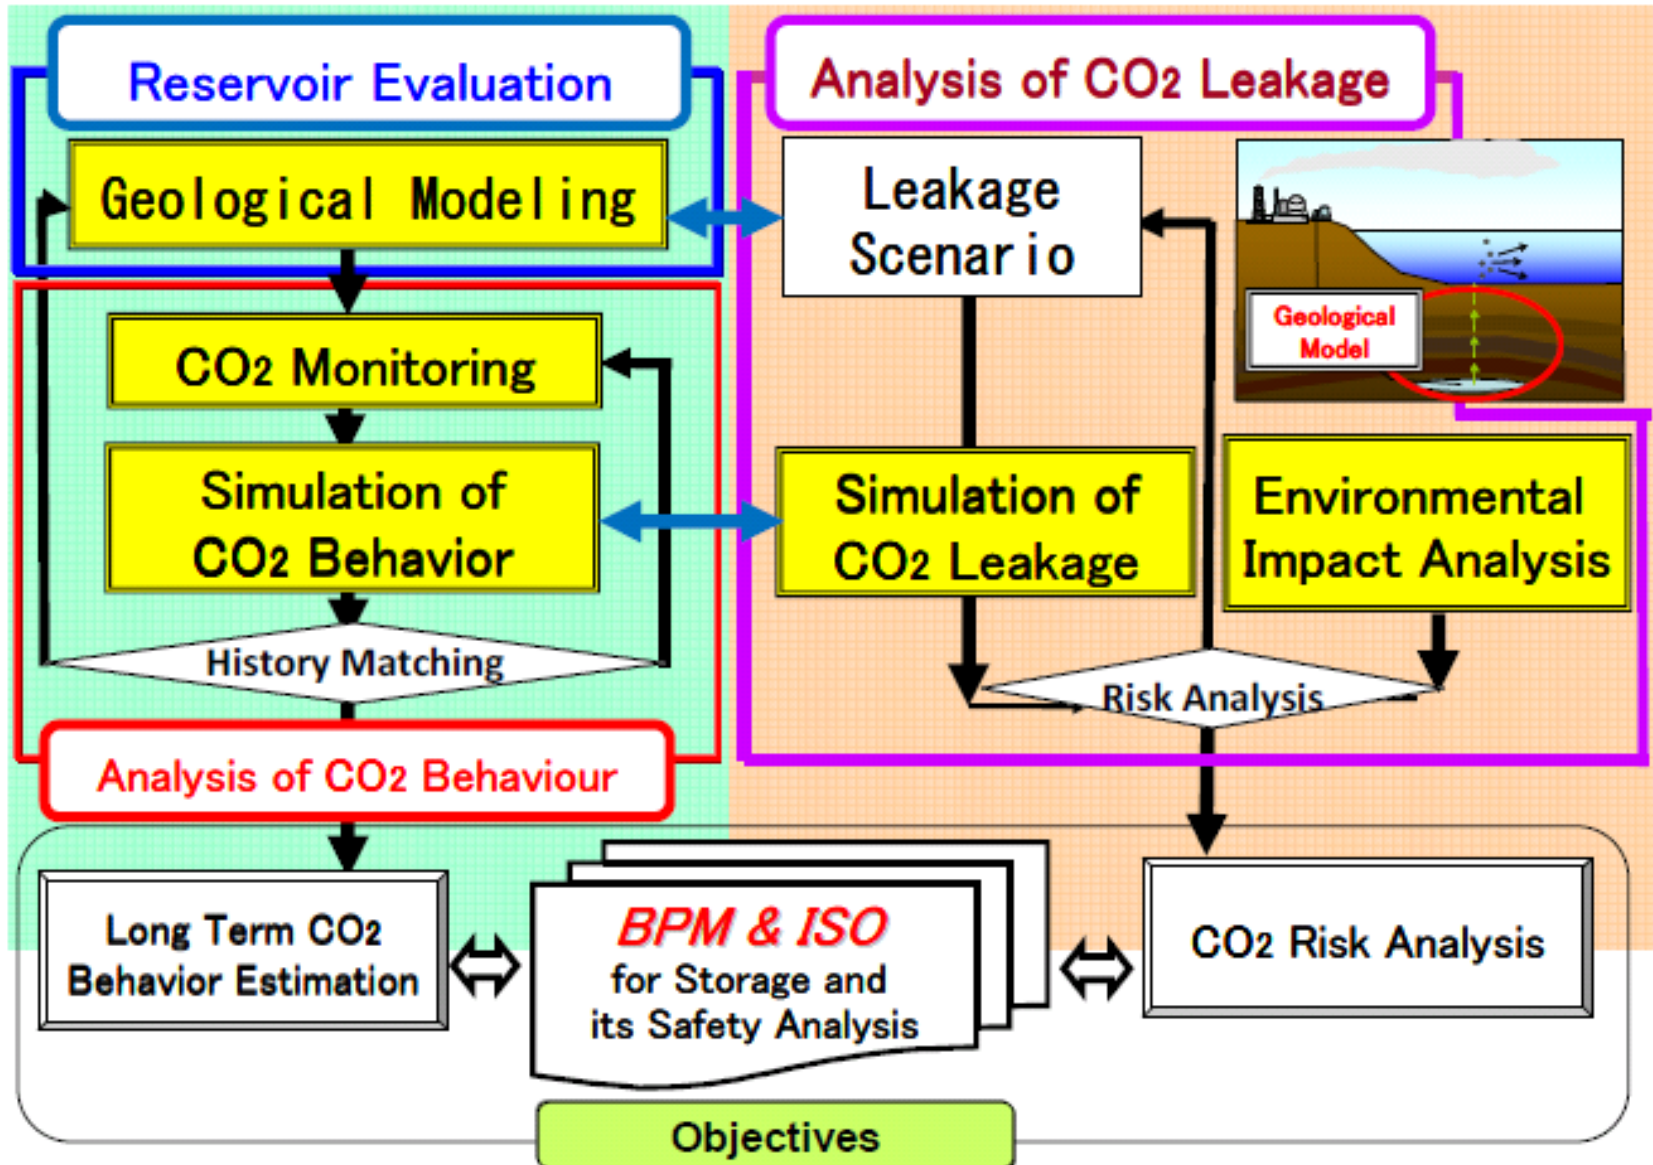 Reservoir Evaluation
Geological Modeling
CO2 Monitoring
Simulation of
CO2 Behavior
History Matching
Analysis of CO2 Behaviour
Analysis of CO2 Leakage
Leakage
Scenario
Geological
Model
Simulation of
CO2 Leakage
Environmental
Impact Analysis
Risk Analysis
Long Term CO2
Behavior Estimation
BPM & ISO
for Storage and
its Safety Analysis
CO2 Risk Analysis
Objectives